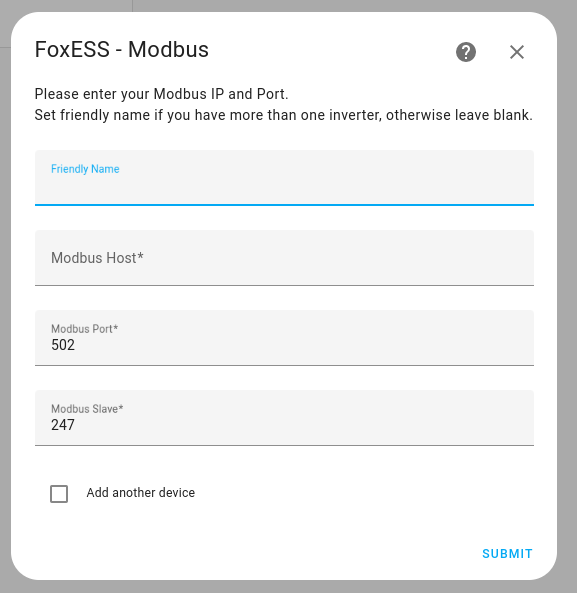 FoxESS - Modbus
Please enter your Modbus IP and Port.
Set friendly name if you have more than one inverter, otherwise leave blank.
Friendly Name
Modbus Host*
Modbus Port*
502
Modbus Slave*
247
Add another device
SUBMIT